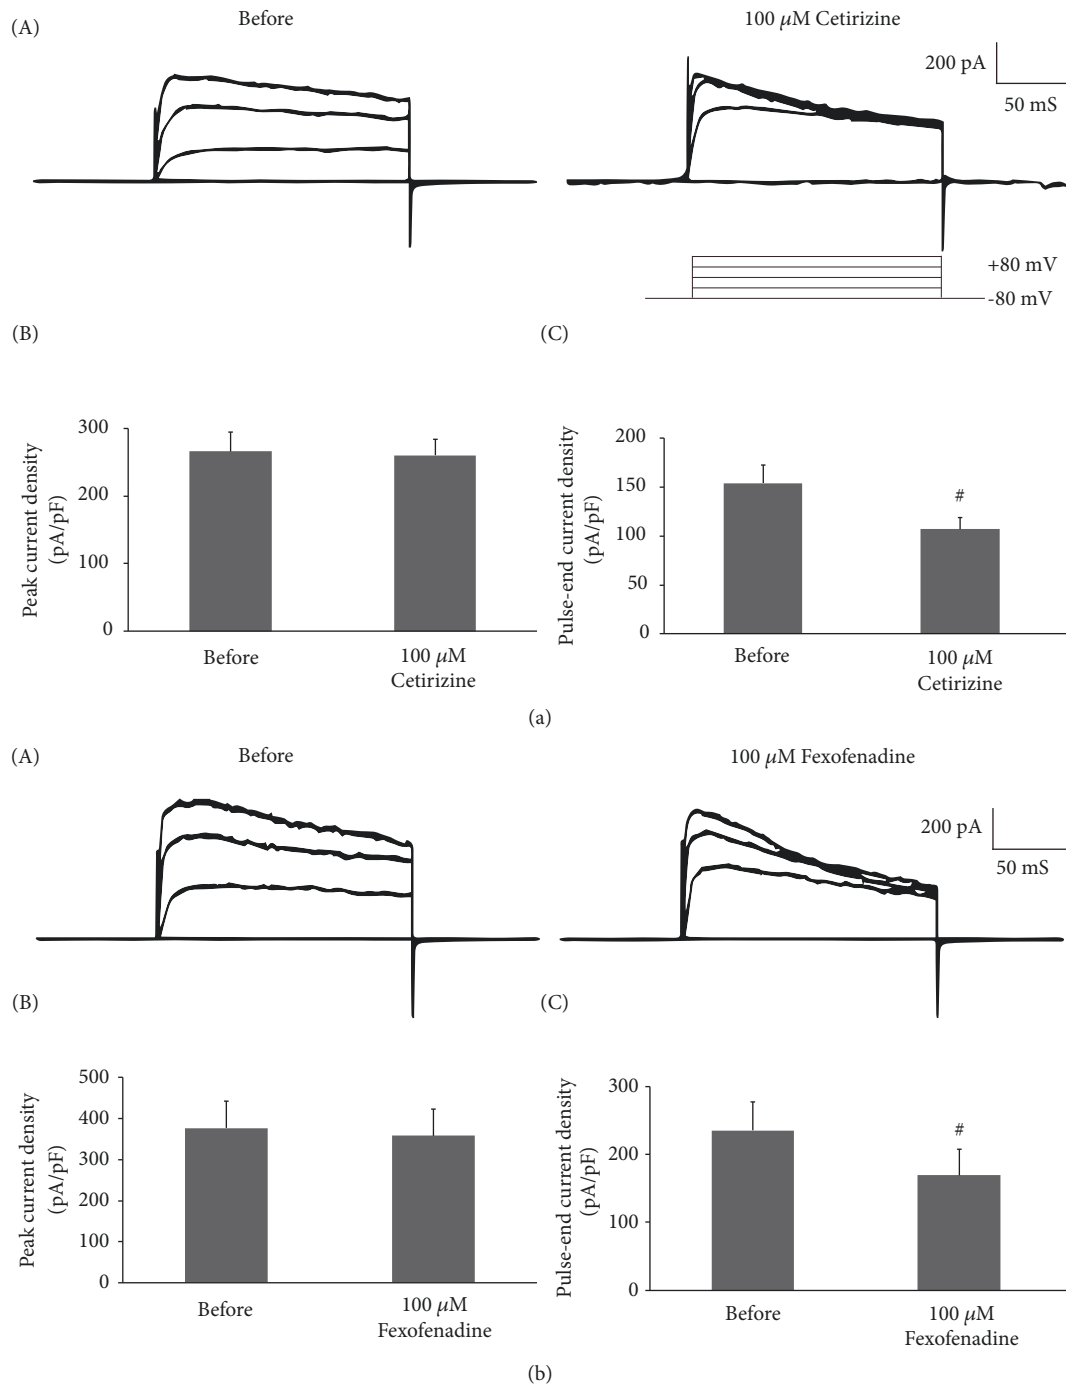 (A)
Before
100 μM Cetirizine
200 pA
50 mS
+80 mV
-80 mV
(B)
(C)
Peak current density
(pA/pF)
300
200
100
0
Before
100 μM
Cetirizine
Pulse-end current density
(pA/pF)
200
150
100
50
0
#
Before
100 μM
Cetirizine
(a)
(A)
Before
100 μM Fexofenadine
200 pA
50 mS
(B)
(C)
Peak current density
(pA/pF)
500
400
300
200
100
0
Before
100 μM
Fexofenadine
Pulse-end current density
(pA/pF)
300
200
100
0
#
Before
100 μM
Fexofenadine
(b)